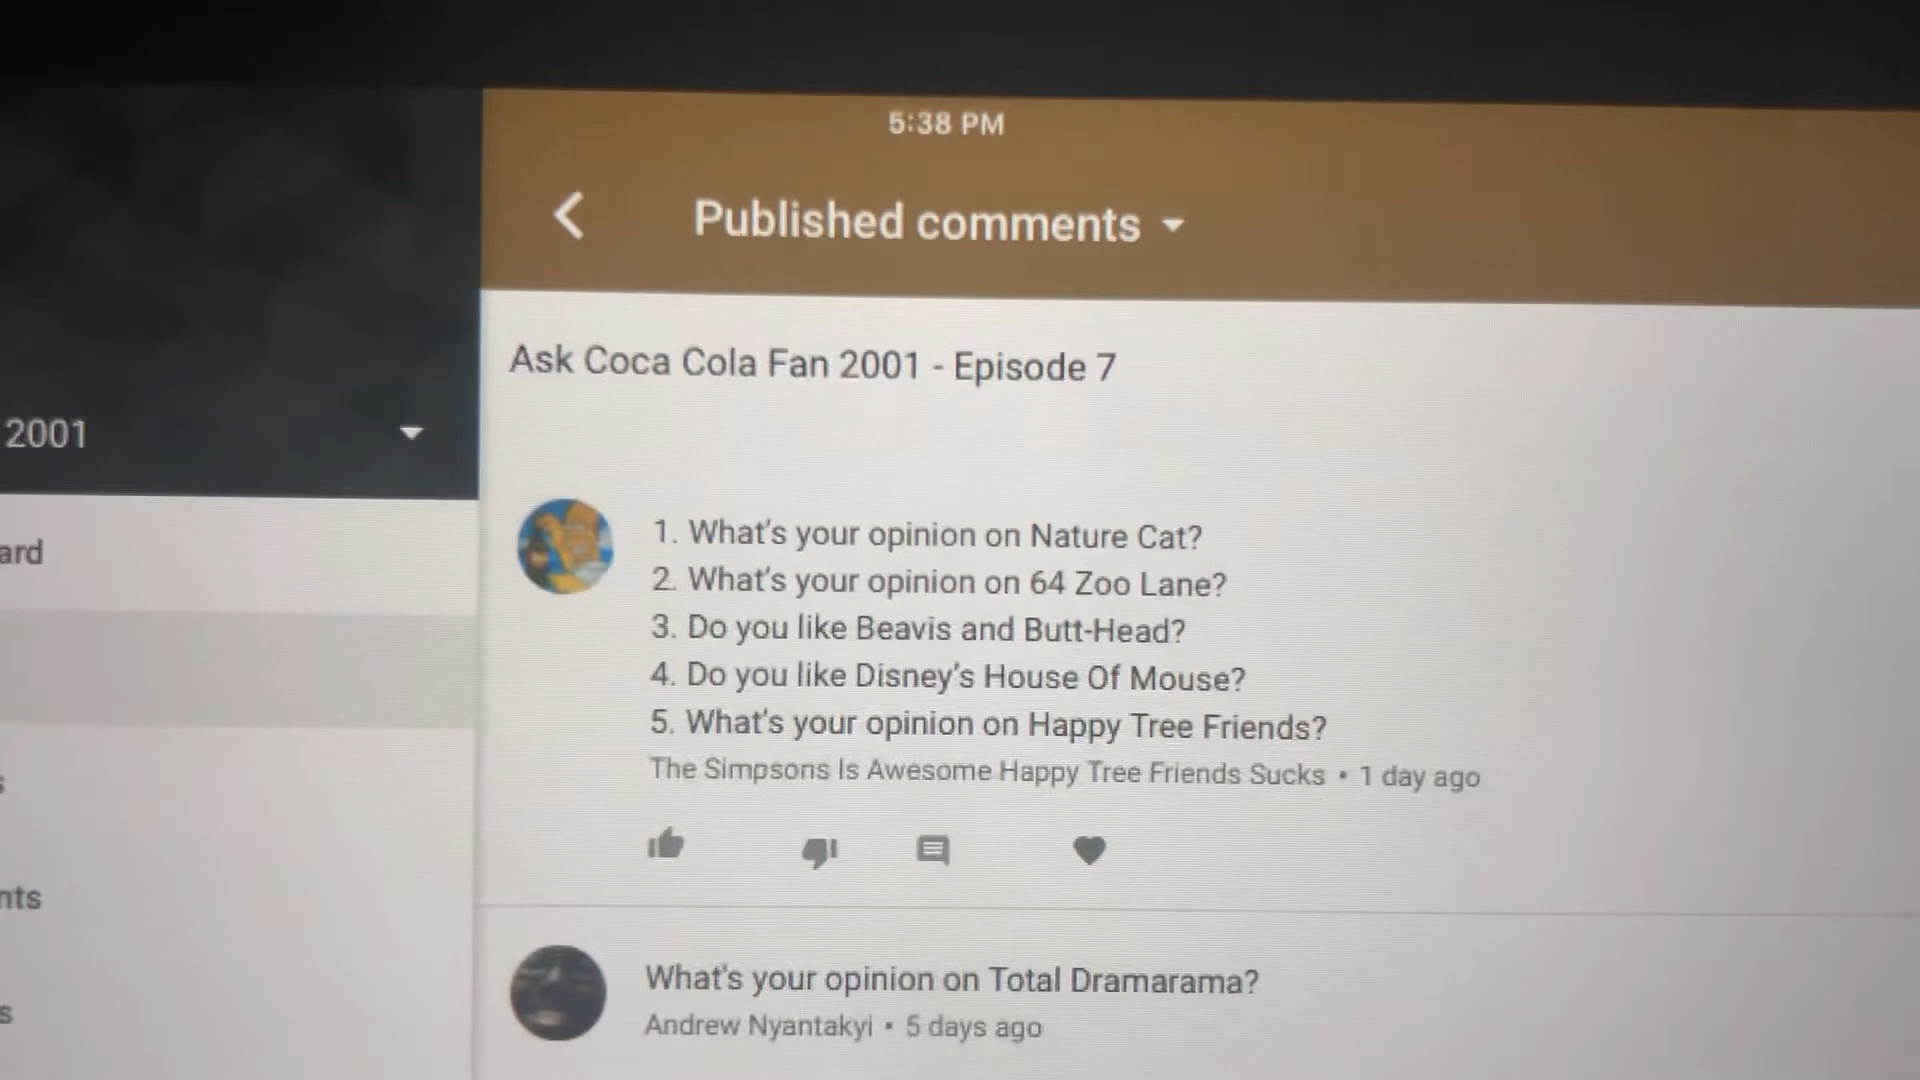 5:38 PM
Published comments
Ask Coca Cola Fan 2001 - Episode 7
2001
ard
1. What's your opinion on Nature Cat?
2. What's your opinion on 64 Zoo Lane?
3. Do you like Beavis and Butt-Head?
4. Do you like Disney's House Of Mouse?
5. What's your opinion on Happy Tree Friends?
The Simpsons Is Awesome Happy Tree Friends Sucks • 1 day ago
s
nts
What's your opinion on Total Dramarama?
Andrew Nyantakyi • 5 days ago
s